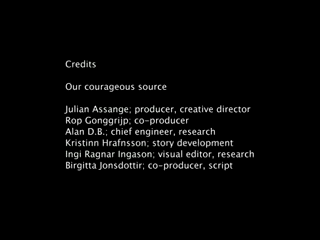 Credits
Our courageous source
Julian Assange; producer, creative director
Rop Gonggrijp; co-producer
Alan D.B.; chief engineer, research
Kristinn Hrafnsson; story development
Ingi Ragnar Ingason; visual editor, research
Birgitta Jonsdottir; co-producer, script